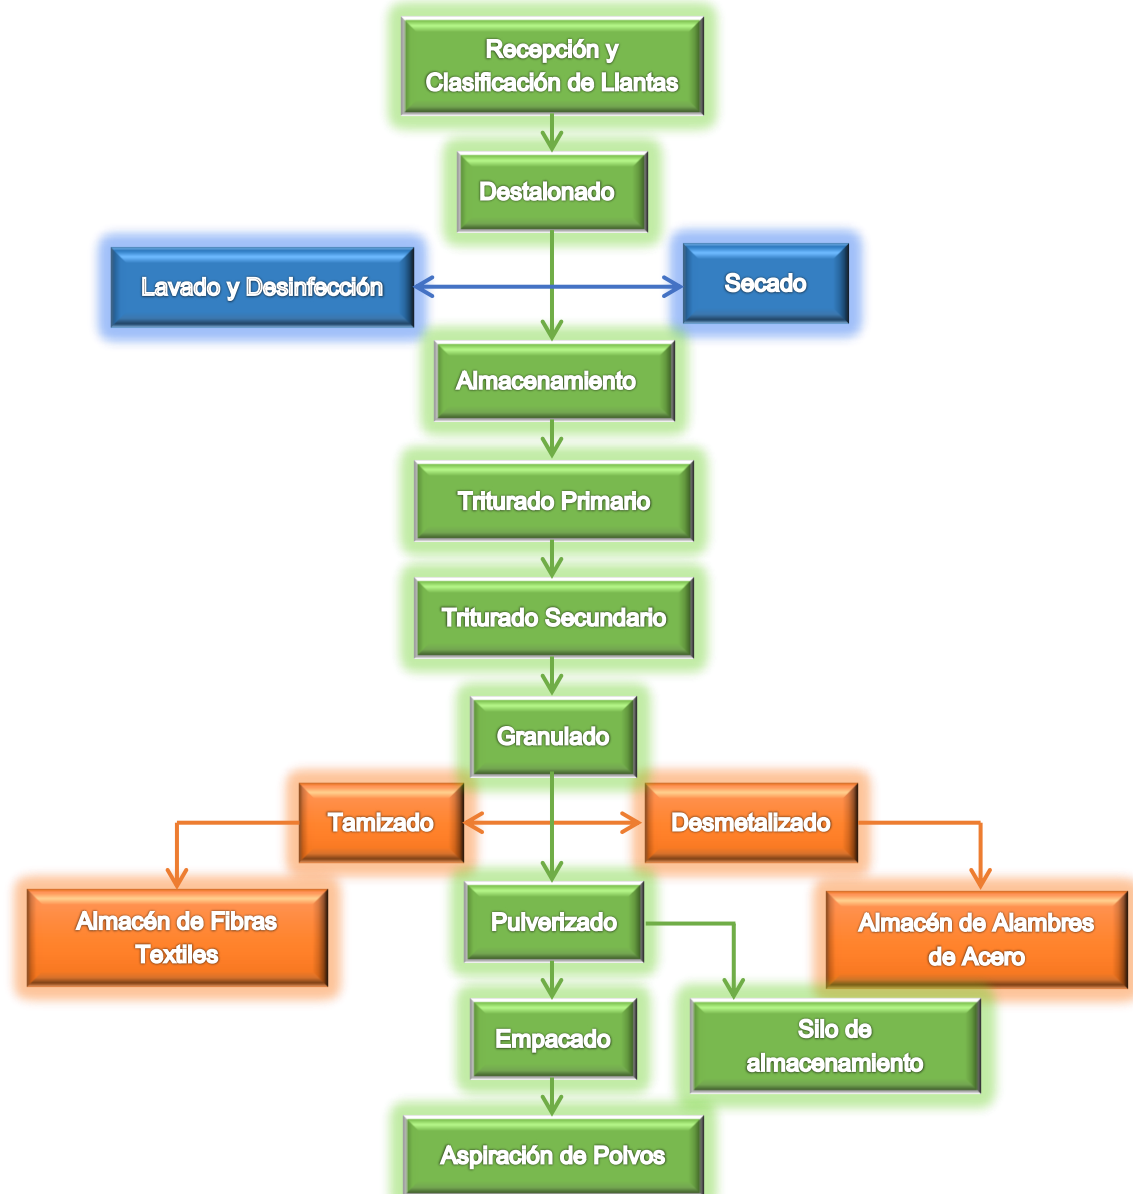 Recepción y
Clasificación de Llantas
Destalonado
Lavado y Desinfección
Secado
Almacenamiento
Triturado Primario
Triturado Secundario
Granulado
Tamizado
Desmetalizado
Almacén de Fibras
Textiles
Pulverizado
Almacén de Alambres
de Acero
Empacado
Silo de
almacenamiento
Aspiración de Polvos